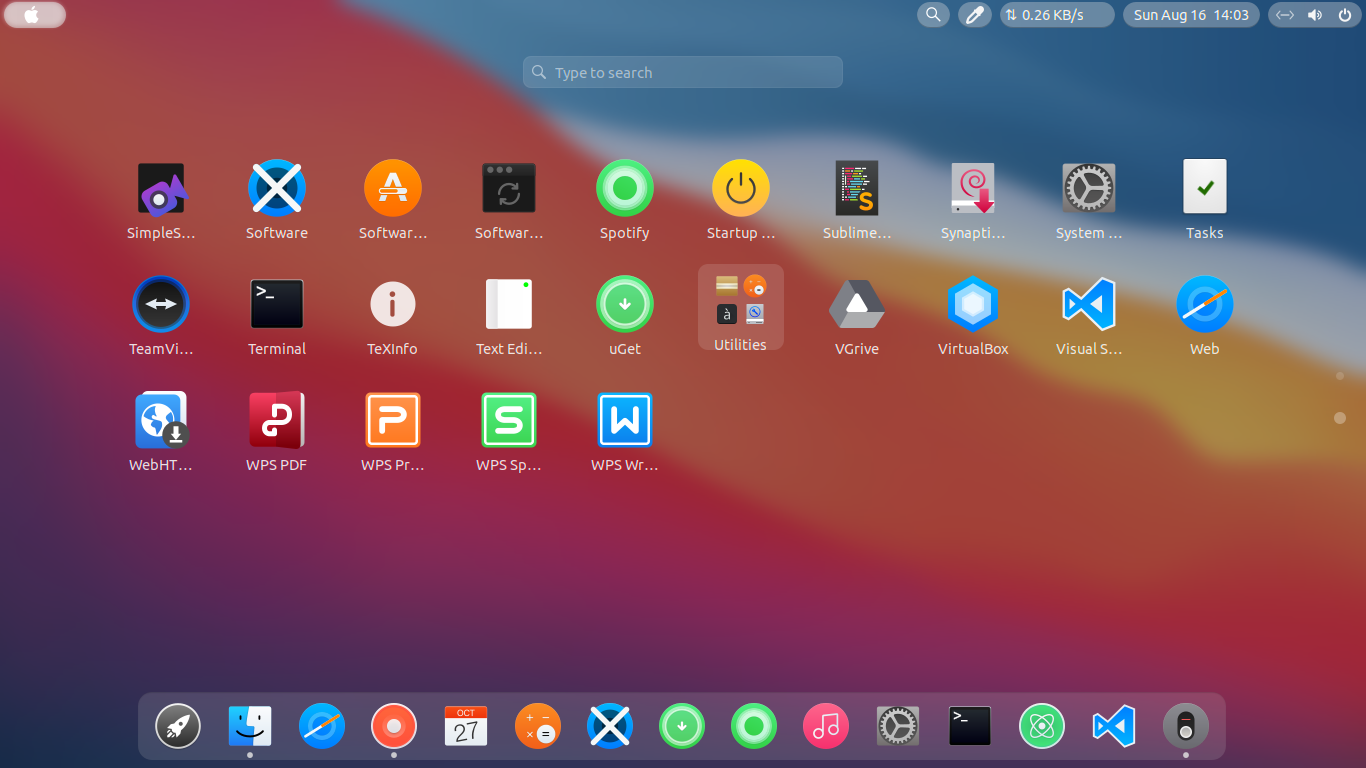 0.26 KB/s
Sun Aug 16 14:03
Type to search
SimpleS...
Software
Softwar...
Softwar...
Spotify
Startup ...
Sublime...
Synapti...
System ...
Tasks
>_
TeamVi...
Terminal
TeXInfo
Text Edi...
uGet
à
Utilities
VGrive
VirtualBox
Visual S...
Web
WebHT...
WPS PDF
WPS Pr...
WPS Sp...
WPS Wr...
OCT
27
>_